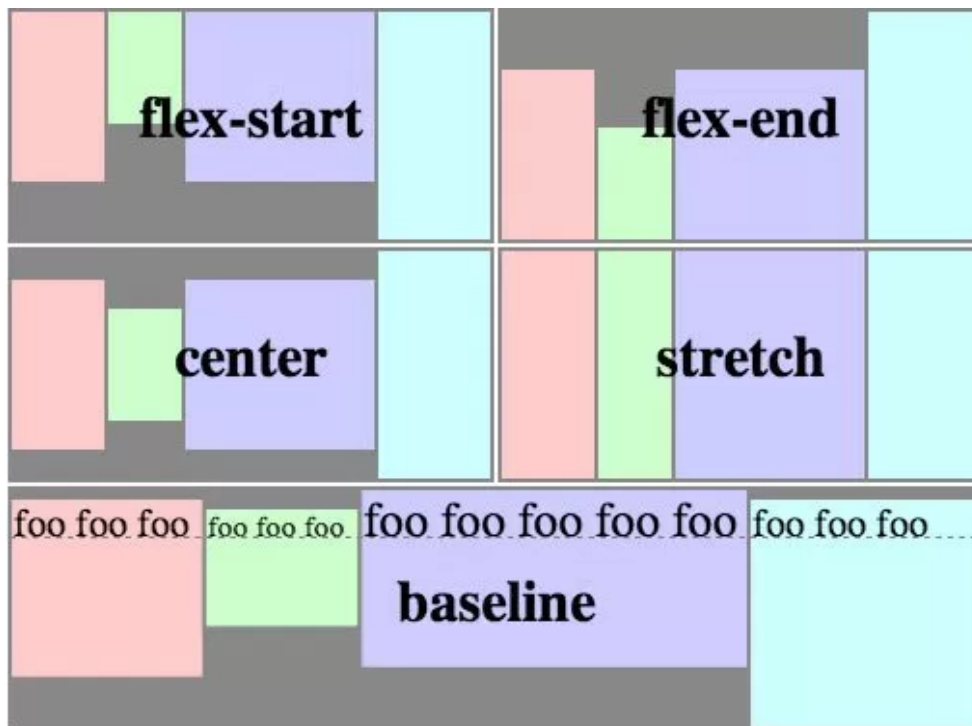 flex-start
flex-end
center
stretch
foo foo foo
foo foo foo
foo foo foo foo foo
foo foo foo
baseline